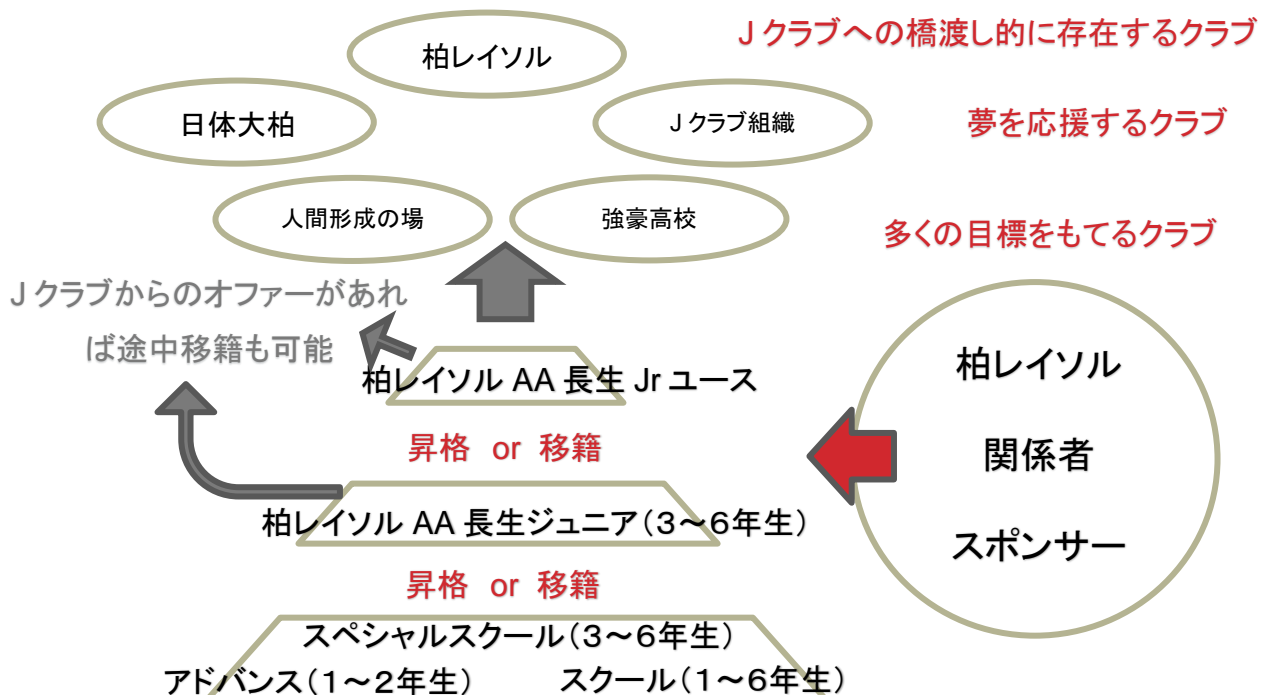 Jクラブへの橋渡し的に存在するクラブ
柏レイソル
日体大柏
Jクラブ組織
夢を応援するクラブ
人間形成の場
強豪高校
多くの目標をもてるクラブ
Jクラブからのオファーがあれ
ば途中移籍も可能
柏レイソル AA 長生 Jr ユース
昇格 or 移籍
柏レイソル AA 長生ジュニア(3~6年生)
昇格 or 移籍
スペシャルスクール(3~6年生)
アドバンス(1~2年生)
スクール(1~6年生)
柏レイソル
関係者
スポンサー